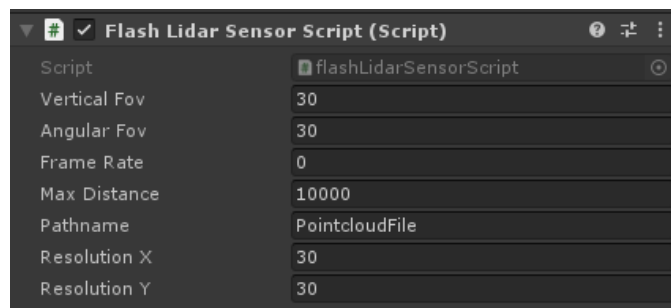 # Flash Lidar Sensor Script (Script)
Script flashLidarSensorScript
Vertical Fov 30
Angular Fov 30
Frame Rate 0
Max Distance 10000
Pathname PointcloudFile
Resolution X 30
Resolution Y 30